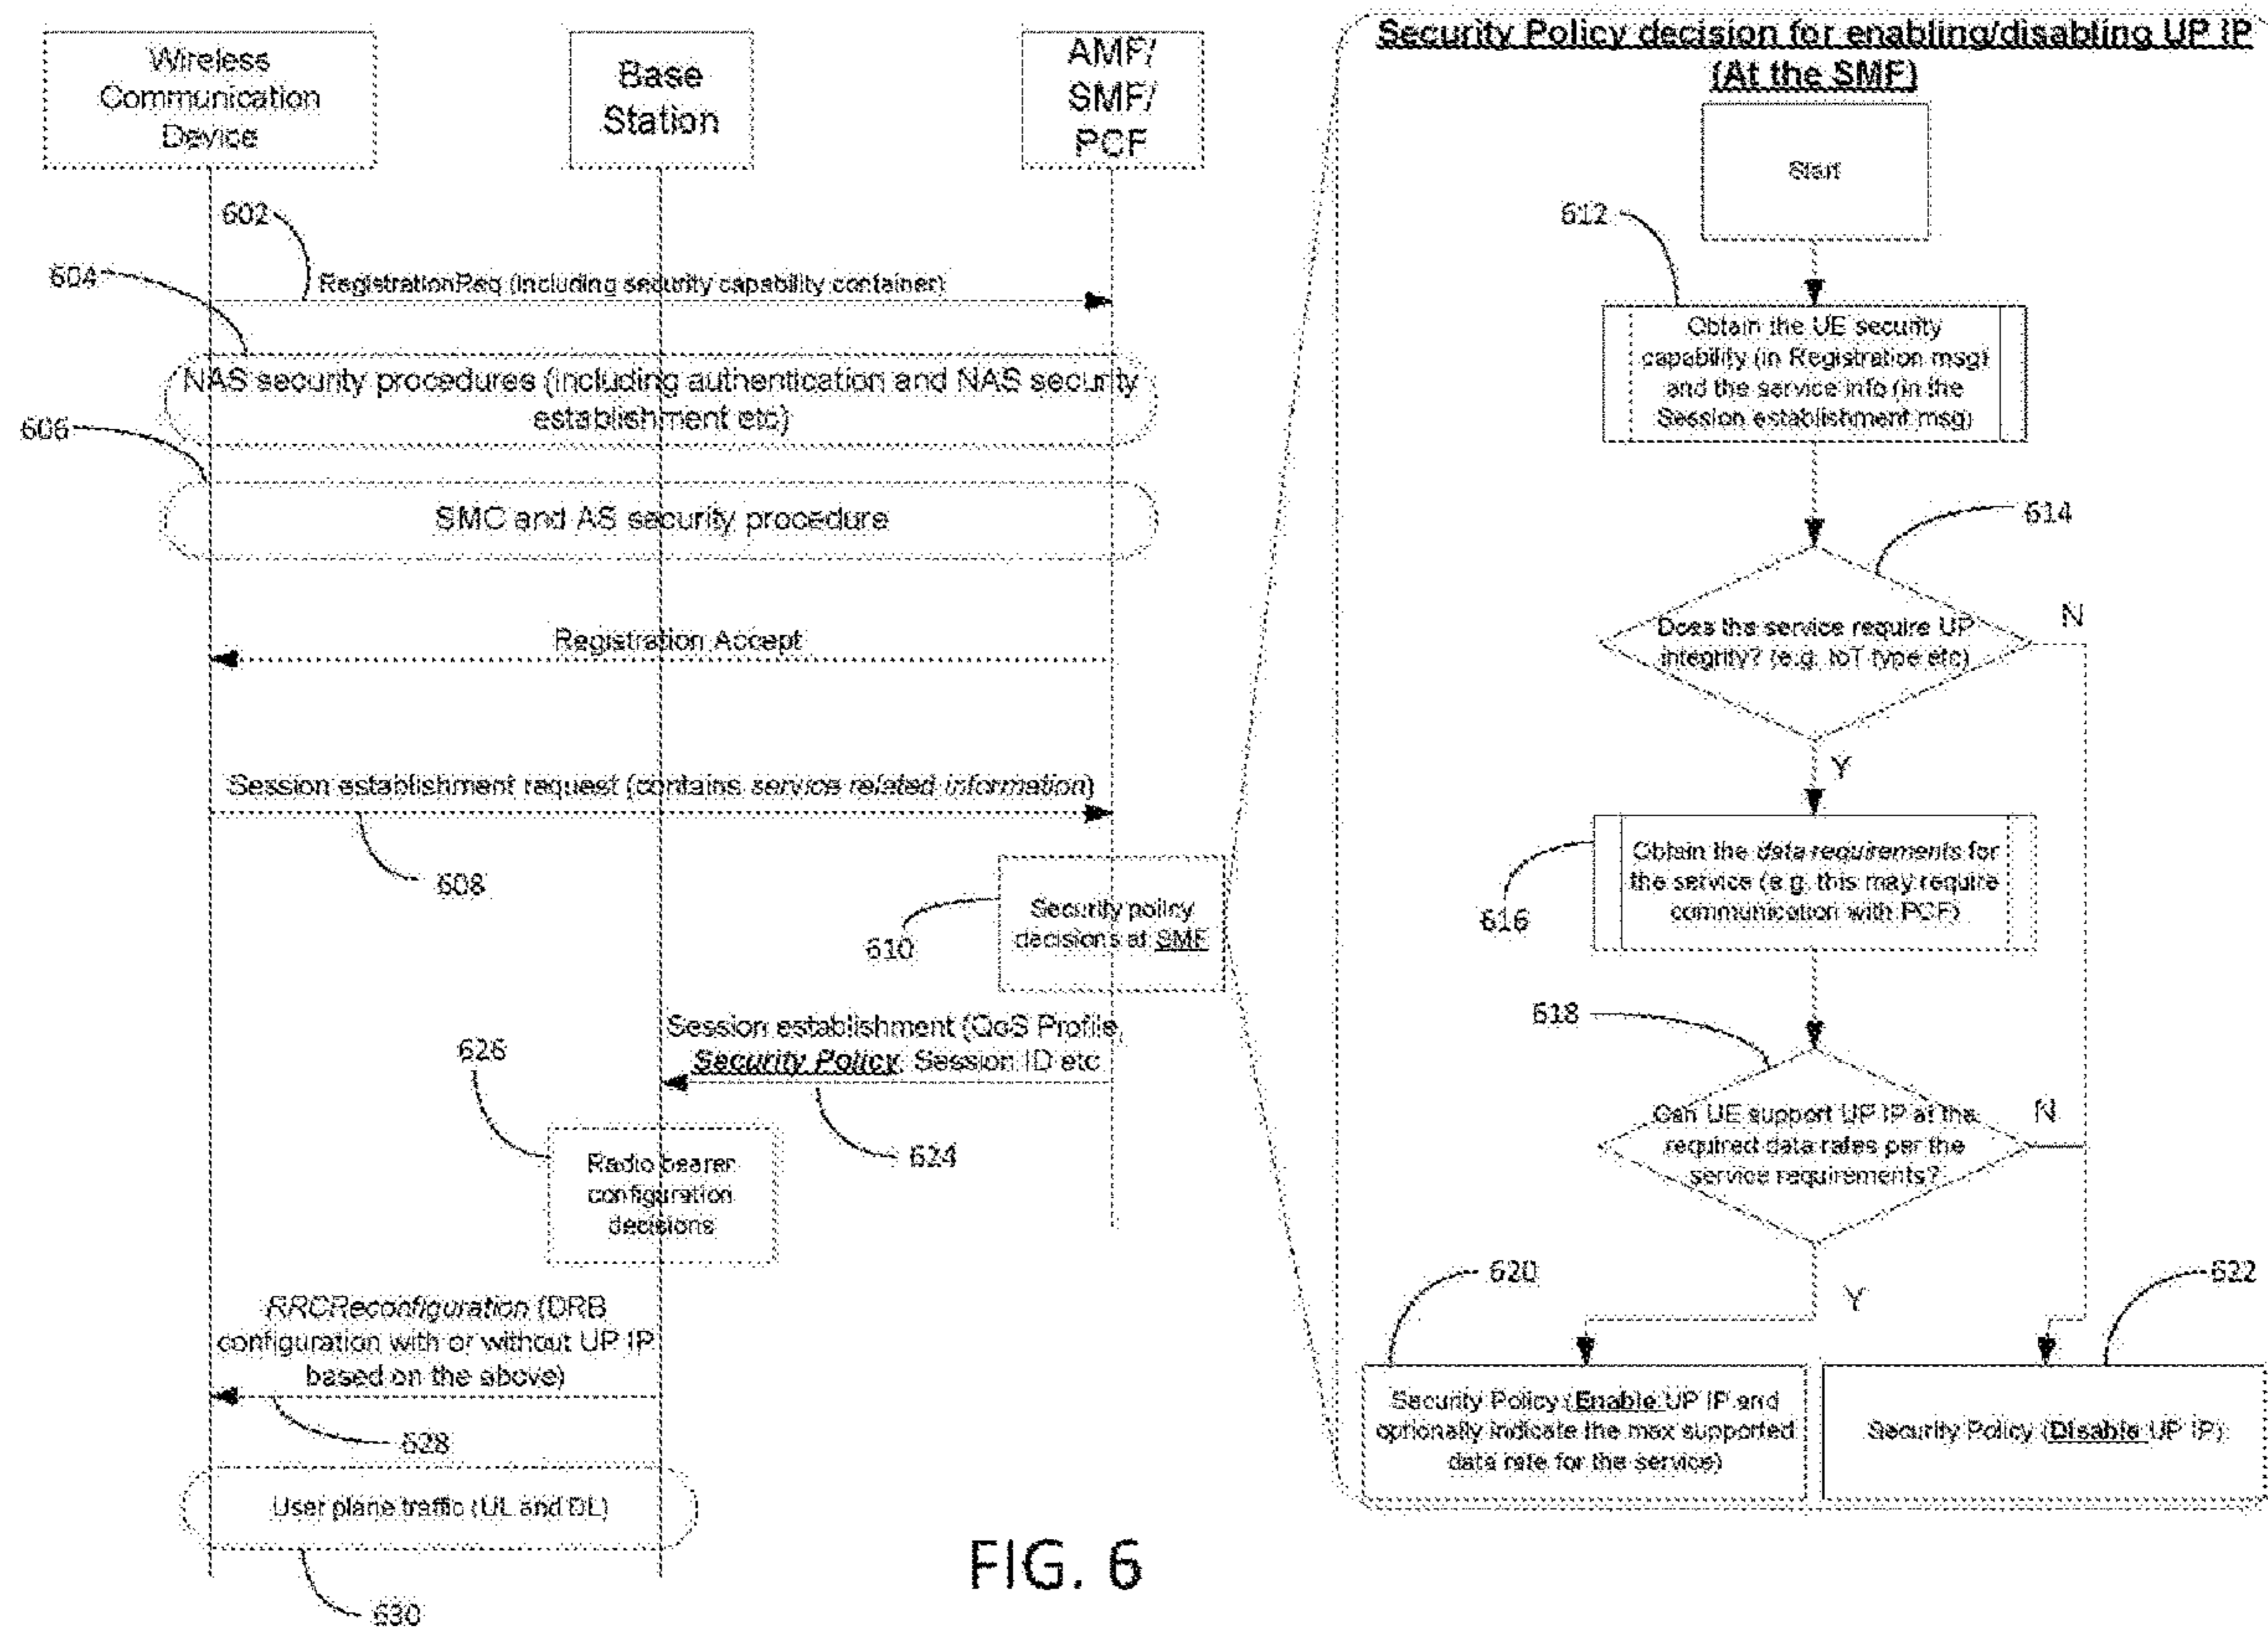 Wireless
Communication
Device
Base
Station
AMF/
SMF/
PCF
602
RegistrationReq (including security capability container)
604
NAS security procedures (including authentication and NAS security
establishment etc)
606
SMC and AS security procedure
Registration Accept
Session establishment request (contains service related information)
608
Security policy
decisions at SMF
610
Session establishment (QoS Profile,
Security Policy, Session ID etc
624
626
Radio bearer
configuration
decisions
RRCReconfiguration (DRB
configuration with or without UP IP
based on the above)
628
User plane traffic (UL and DL)
630
Security Policy decision for enabling/disabling UP IP
(At the SMF)
Start
612
Obtain the UE security
capability (in Registration msg)
and the service info (in the
Session establishment msg)
614
Does the service require UP
integrity? (e.g. IoT type etc)
N
Y
616
Obtain the data requirements for
the service (e.g. this may require
communication with PCF)
618
Can UE support UP IP at the
required data rates per the
service requirements?
N
Y
620
622
Security Policy (Enable UP IP and
optionally indicate the max supported
data rate for the service)
Security Policy (Disable UP IP)
FIG. 6